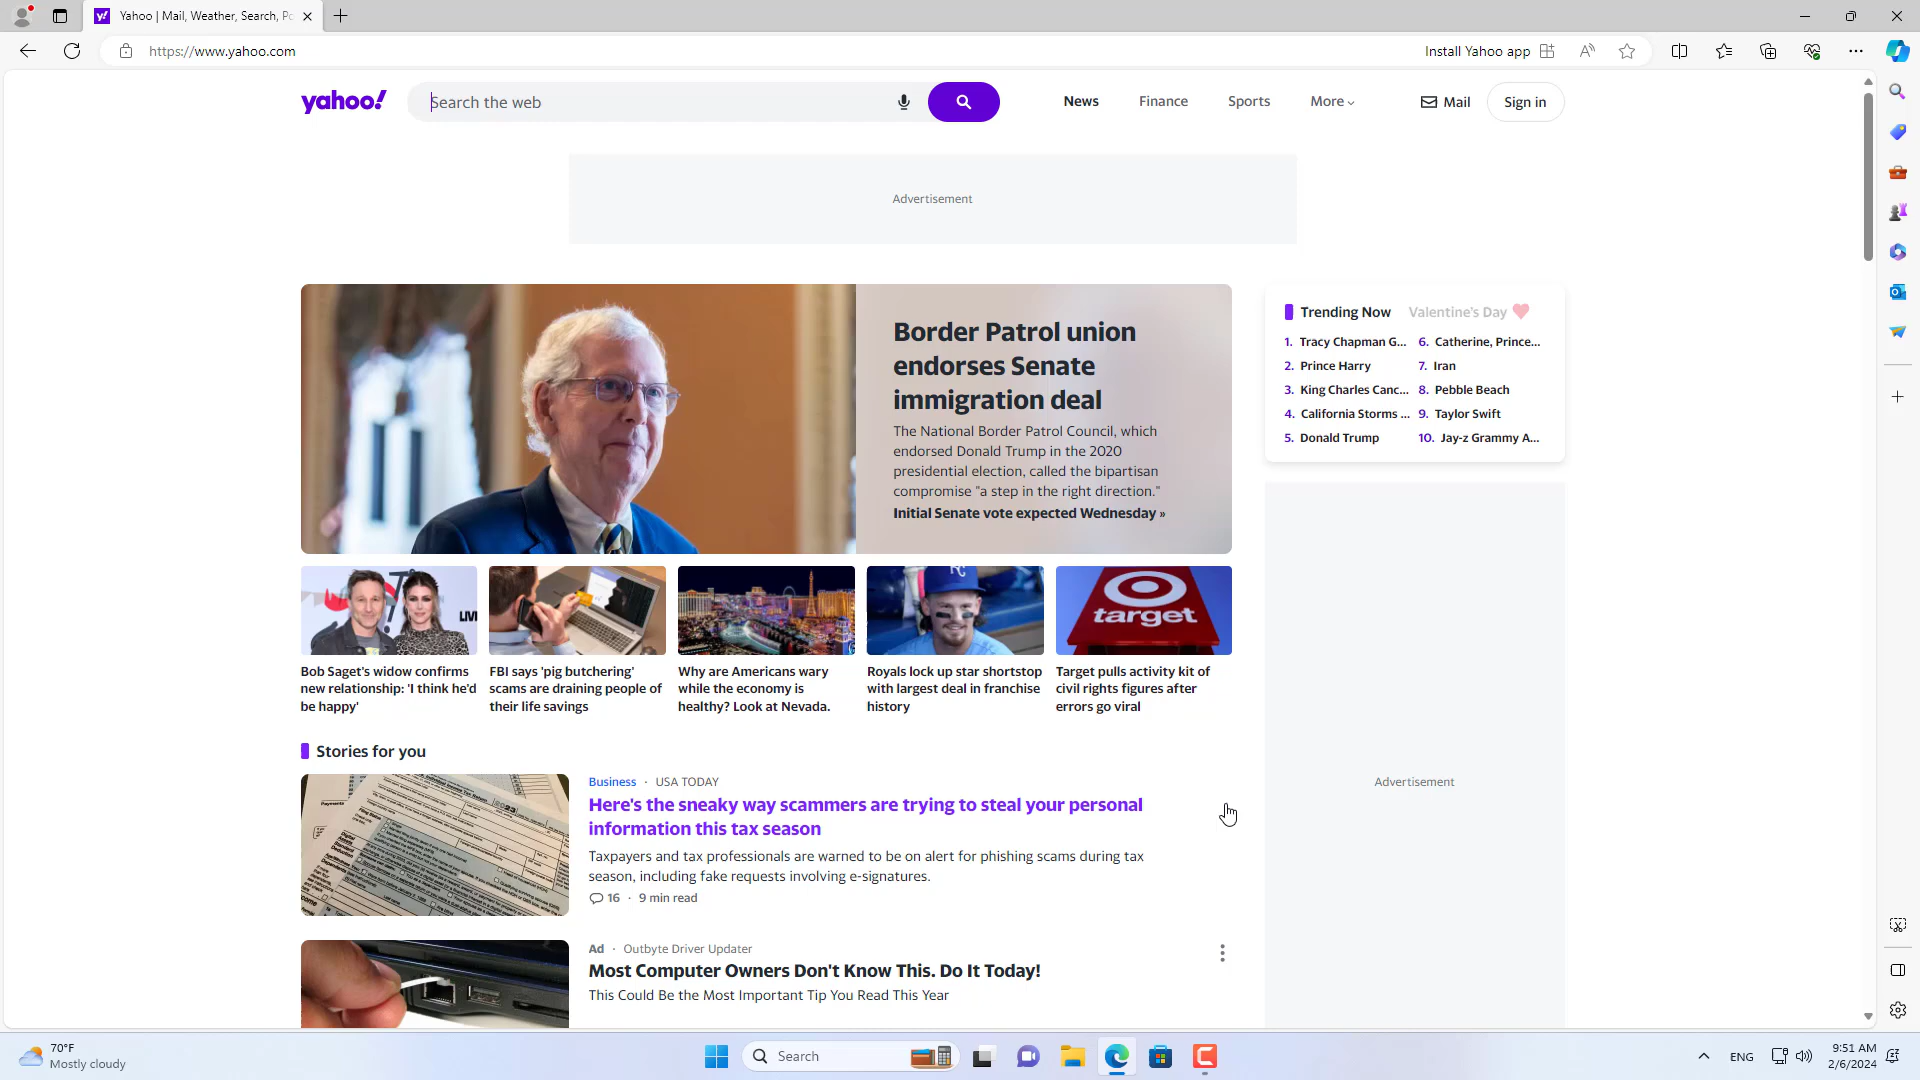 Yahoo | Mail, Weather, Search, Po
https://www.yahoo.com
Install Yahoo app
yahoo!
Search the web
News
Finance
Sports
More
Mail
Sign in
Advertisement
Border Patrol union
endorses Senate
immigration deal
The National Border Patrol Council, which
endorsed Donald Trump in the 2020
presidential election, called the bipartisan
compromise "a step in the right direction."
Initial Senate vote expected Wednesday »
Trending Now
Valentine's Day
1. Tracy Chapman G...
2. Prince Harry
3. King Charles Canc...
4. California Storms ...
5. Donald Trump
6. Catherine, Prince...
7. Iran
8. Pebble Beach
9. Taylor Swift
10. Jay-z Grammy A...
target
Bob Saget's widow confirms
new relationship: 'I think he'd
be happy'
FBI says 'pig butchering'
scams are draining people of
their life savings
Why are Americans wary
while the economy is
healthy? Look at Nevada.
Royals lock up star shortstop
with largest deal in franchise
history
Target pulls activity kit of
civil rights figures after
errors go viral
Stories for you
Business · USA TODAY
Here's the sneaky way scammers are trying to steal your personal
information this tax season
Taxpayers and tax professionals are warned to be on alert for phishing scams during tax
season, including fake requests involving e-signatures.
16 · 9 min read
Advertisement
Ad · Outbyte Driver Updater
Most Computer Owners Don't Know This. Do It Today!
This Could Be the Most Important Tip You Read This Year
70°F
Mostly cloudy
Search
ENG
9:51 AM
2/6/2024